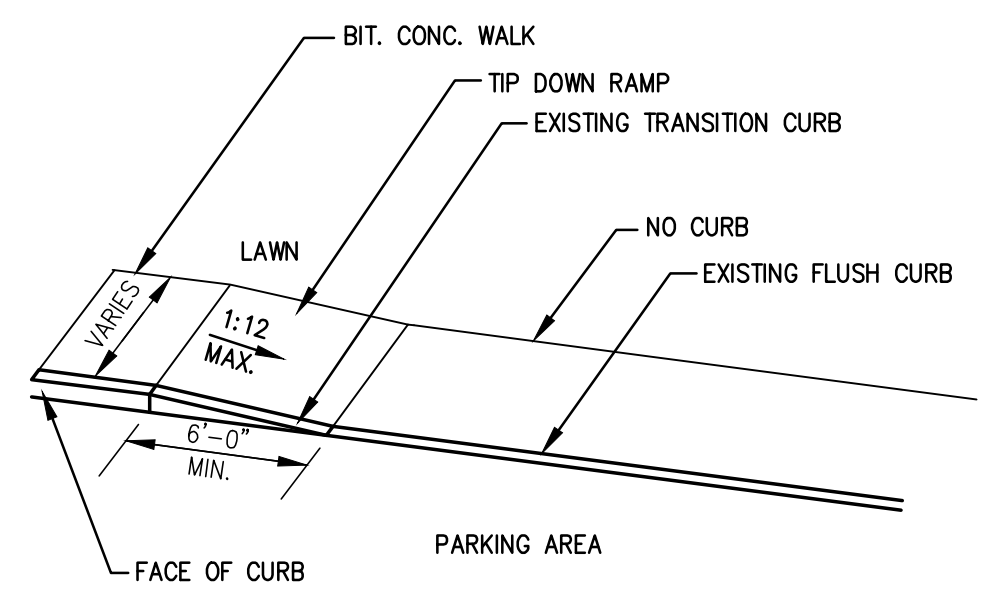 BIT. CONC. WALK
TIP DOWN RAMP
EXISTING TRANSITION CURB
NO CURB
LAWN
EXISTING FLUSH CURB
VARIES
1:12
MAX.
6'-0"
MIN.
PARKING AREA
FACE OF CURB